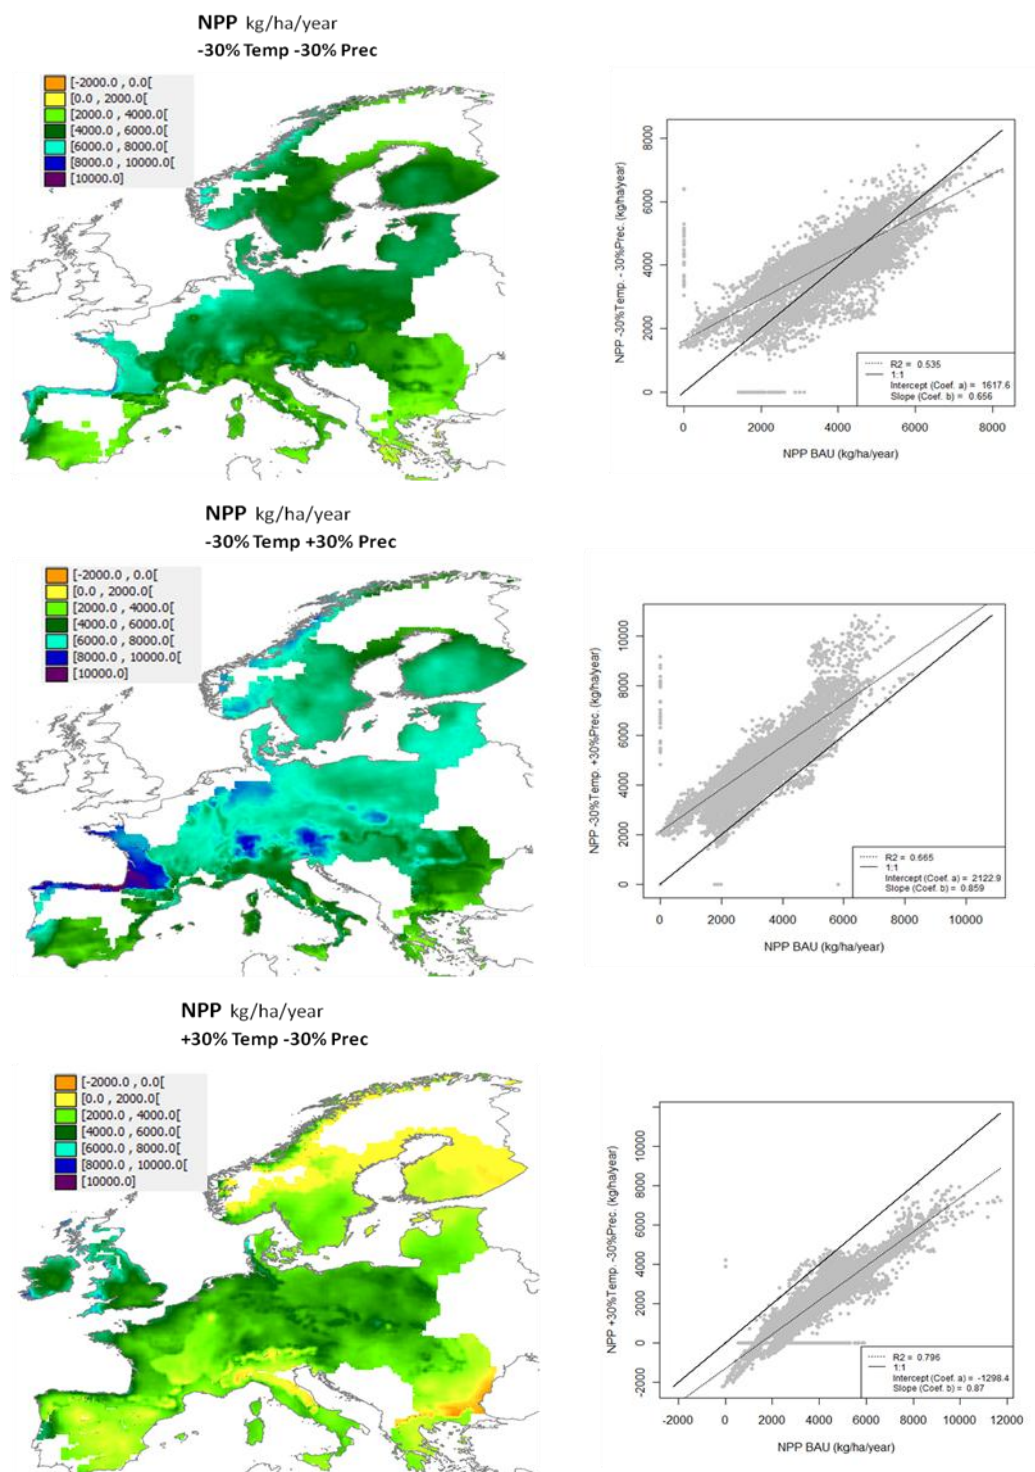 NPP kg/ha/year
-30% Temp -30% Prec
[-2000.0 , 0.0[
[0.0 , 2000.0[
[2000.0 , 4000.0[
[4000.0 , 6000.0[
[6000.0 , 8000.0[
[8000.0 , 10000.0[
[10000.0]
NPP -30%Temp. - 30%Prec. (kg/ha/year)
8000
6000
4000
2000
0
R2 = 0.535
1:1
Intercept (Coef. a) = 1617.6
Slope (Coef. b) = 0.656
0 2000 4000 6000 8000
NPP BAU (kg/ha/year)
NPP kg/ha/year
-30% Temp +30% Prec
[-2000.0 , 0.0[
[0.0 , 2000.0[
[2000.0 , 4000.0[
[4000.0 , 6000.0[
[6000.0 , 8000.0[
[8000.0 , 10000.0[
[10000.0]
NPP -30%Temp. +30%Prec. (kg/ha/year)
10000
8000
6000
4000
2000
0
R2 = 0.665
1:1
Intercept (Coef. a) = 2122.9
Slope (Coef. b) = 0.859
0 2000 4000 6000 8000 10000
NPP BAU (kg/ha/year)
NPP kg/ha/year
+30% Temp -30% Prec
[-2000.0 , 0.0[
[0.0 , 2000.0[
[2000.0 , 4000.0[
[4000.0 , 6000.0[
[6000.0 , 8000.0[
[8000.0 , 10000.0[
[10000.0]
NPP +30%Temp. -30%Prec. (kg/ha/year)
10000
8000
6000
4000
2000
0
-2000
R2 = 0.796
1:1
Intercept (Coef. a) = -1298.4
Slope (Coef. b) = 0.87
-2000 0 2000 4000 6000 8000 10000 12000
NPP BAU (kg/ha/year)